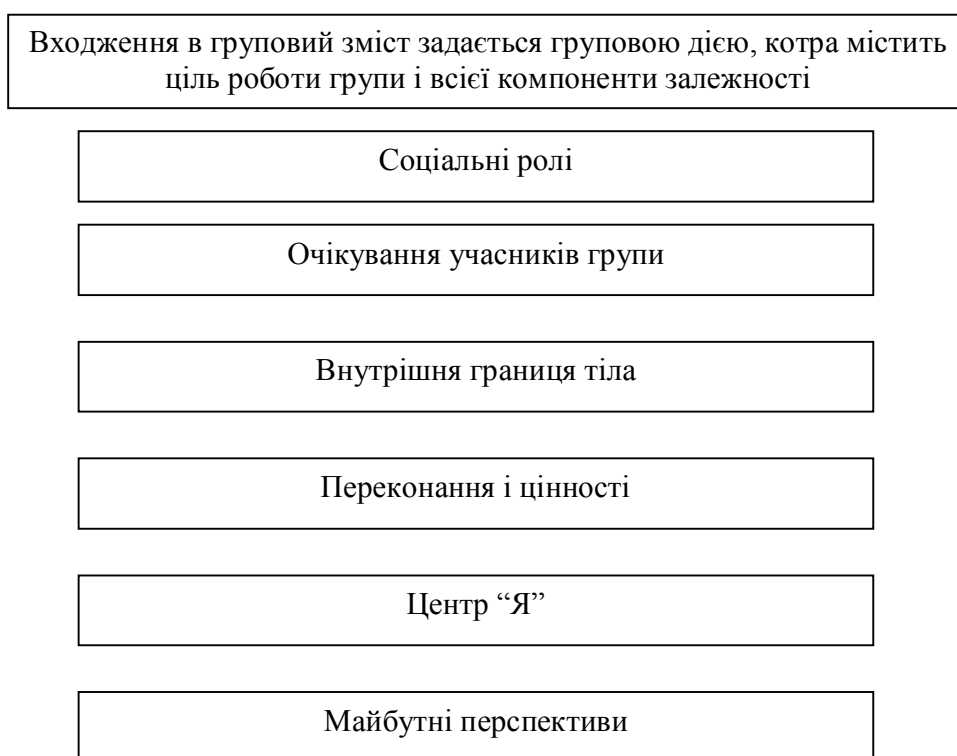 Входження в груповий зміст задається груповою дією, котра містить
ціль роботи групи і всієї компоненти залежності
Соціальні ролі
Очікування учасників групи
Внутрішня границя тіла
Переконання і цінності
Центр “Я”
Майбутні перспективи